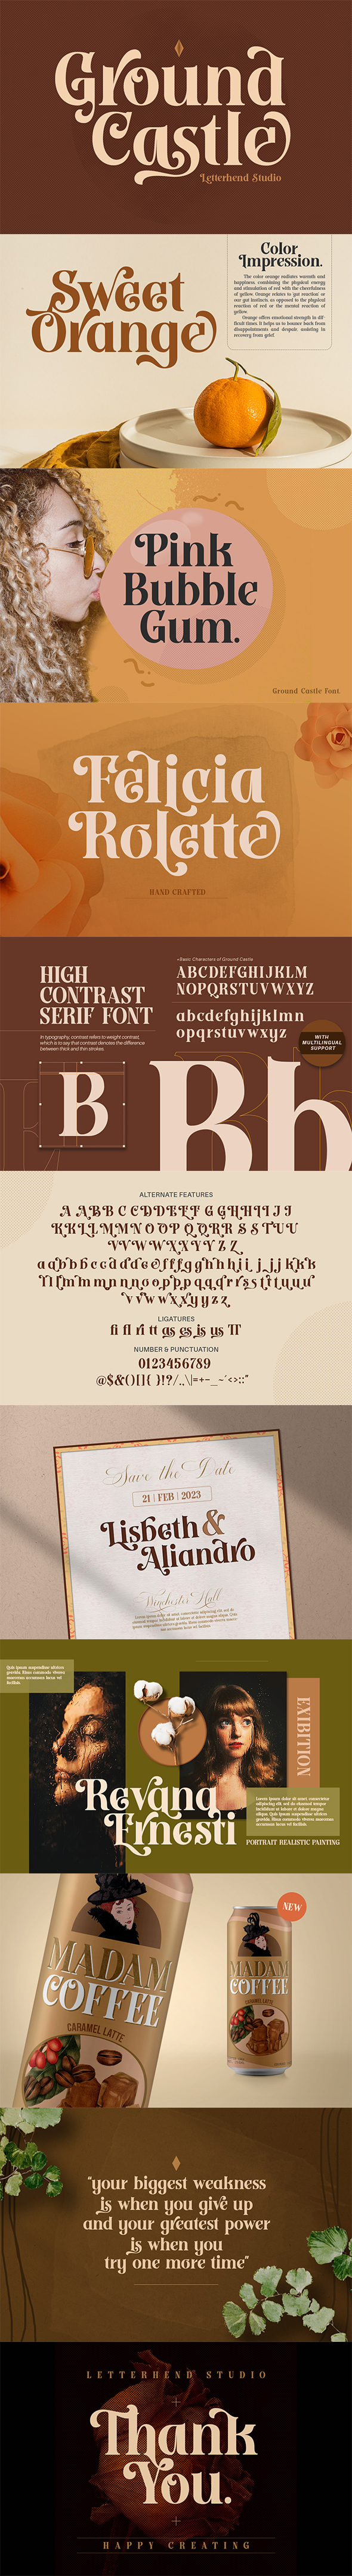 Ground
Castle
Letterhend Studio
Sweet
Orange
Color
Impression.
The color orange radiates warmth and
happiness, combining the physical energy
and stimulation of red with the cheerfulness
of yellow. Orange relates to 'gut reaction' or
our gut instincts, as opposed to the physical
reaction of red or the mental reaction of
yellow.
Orange offers emotional strength in dif-
ficult times. It helps us to bounce back from
disappointments and despair, assisting in
recovery from grief.
Pink
Bubble
Gum.
Ground Castle Font.
Felicia
Rolette
HAND CRAFTED
HIGH
CONTRAST
SERIF FONT
In typography, contrast refers to weight contrast,
which is to say that contrast denotes the difference
between thick and thin strokes.
B
+Basic Characters of Ground Castle
ABCDEFGHIJKLM
NOPQRSTUVWXYZ
abcdefghijklmn
opqrstuvwxyz
WITH
MULTILINGUAL
SUPPORT
Bb
ALTERNATE FEATURES
LIGATURES
fi fl ri tt as es is us TT
NUMBER & PUNCTUATION
0123456789
Save the Date
21 | FEB | 2023
Lisbeth &
Aliandro
Winchester Hall
EXIBITION
Revana
Ernesti
PORTRAIT REALISTIC PAINTING
MADAM
COFFEE
CARAMEL LATTE
NEW
MADAM
COFFEE
CARAMEL LATTE
“your biggest weakness
is when you give up
and your greatest power
is when you
try one more time”
LETTERHEND STUDIO
Thank
You.
HAPPY CREATING